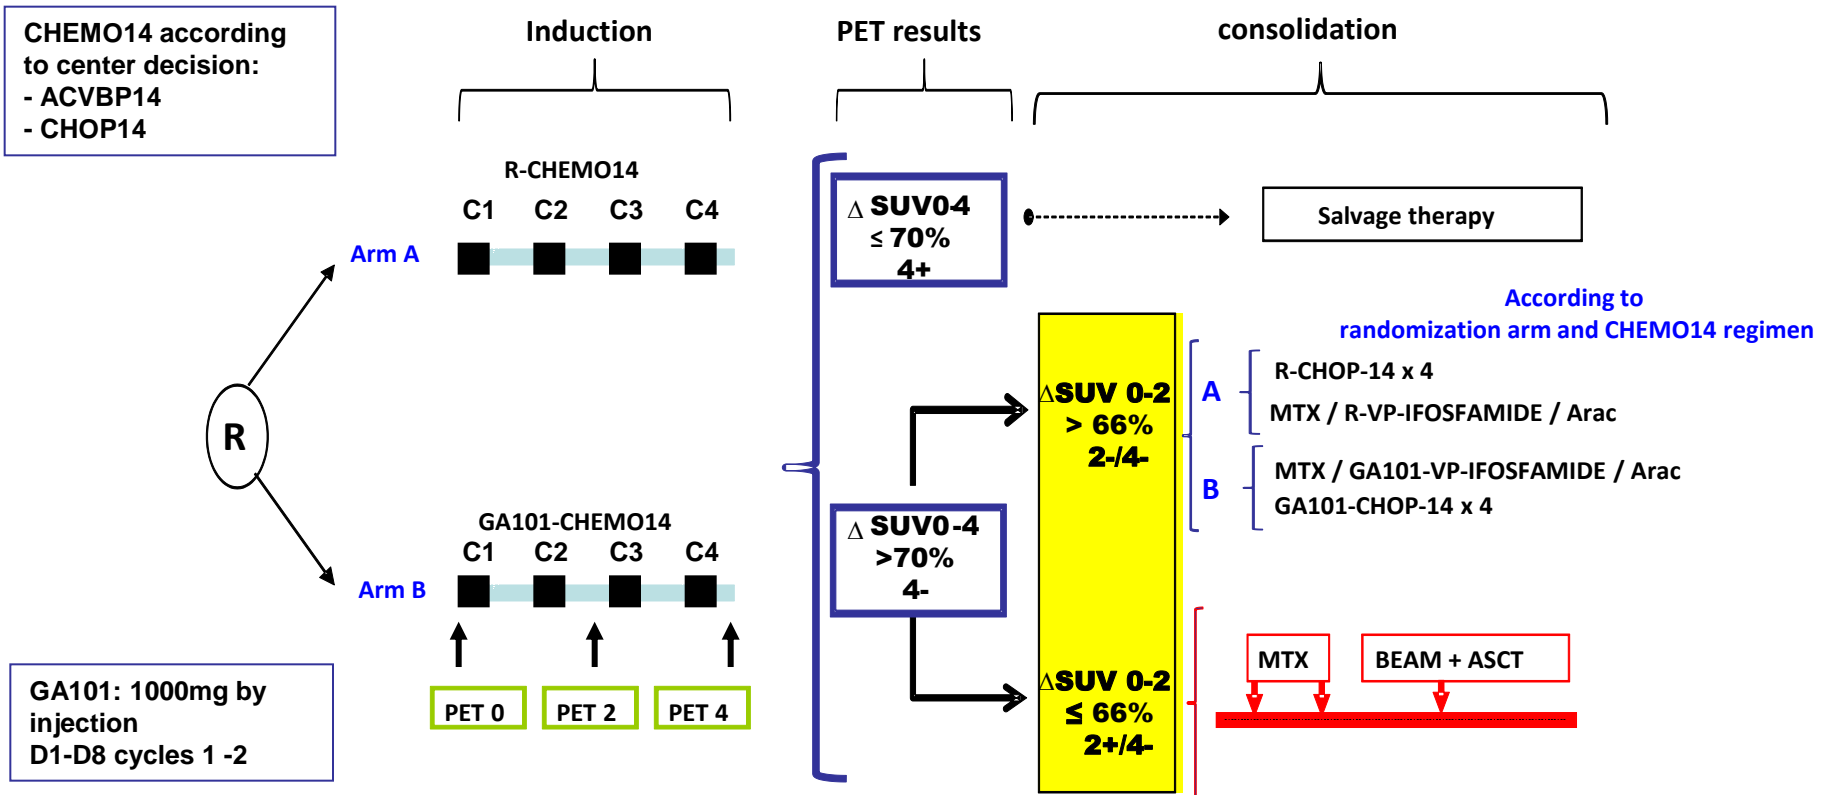 CHEMO14 according
to center decision:
- ACVBP14
- CHOP14
Induction
PET results
consolidation
R-CHEMO14
C1 C2 C3 C4
Arm A
R
GA101-CHEMO14
C1 C2 C3 C4
Arm B
PET 0 PET 2 PET 4
GA101: 1000mg by
injection
D1-D8 cycles 1 -2
Δ SUV0-4
≤ 70%
4+
Salvage therapy
Δ SUV0-4
>70%
4-
ΔSUV 0-2
> 66%
2-/4-
According to
randomization arm and CHEMO14 regimen
A
R-CHOP-14 x 4
MTX / R-VP-IFOSFAMIDE / Arac
B
MTX / GA101-VP-IFOSFAMIDE / Arac
GA101-CHOP-14 x 4
ΔSUV 0-2
≤ 66%
2+/4-
MTX
BEAM + ASCT